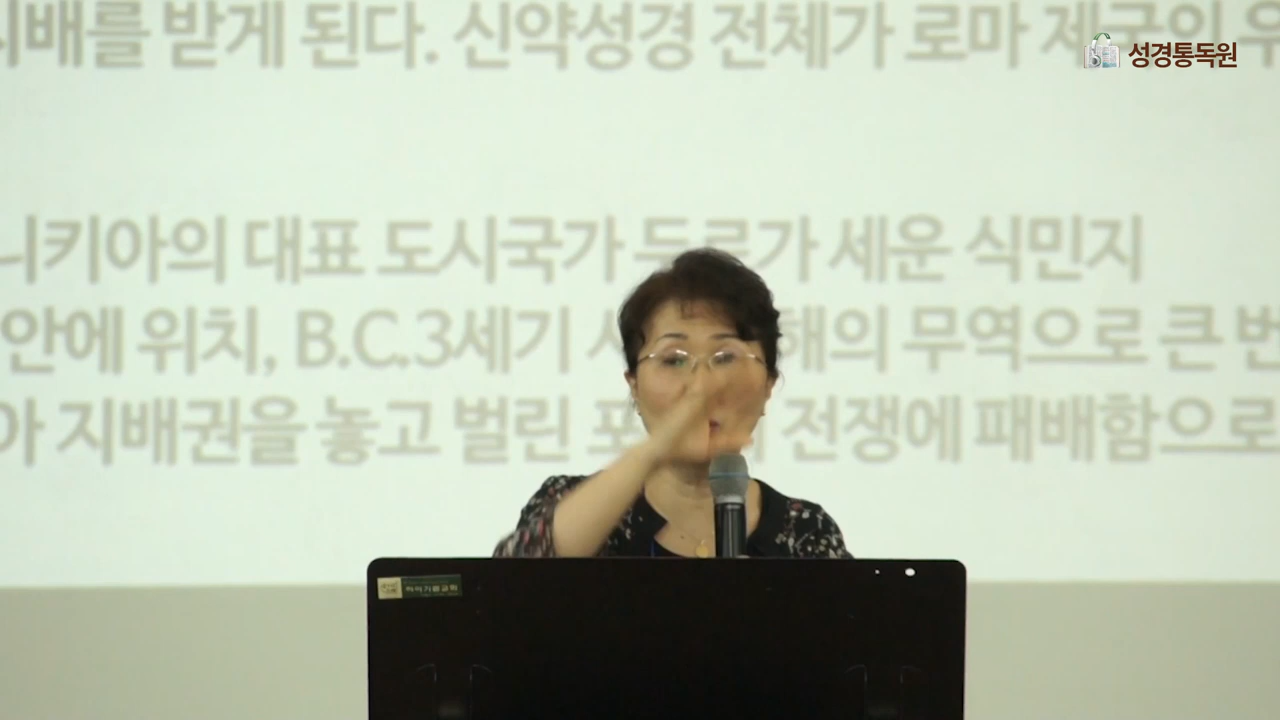 지배를 받게 된다. 신약성경 전체가 로마 제국의
성경통독원
니키아의 대표 도시국가 두로가 세운 식민지
안에 위치, B.C.3세기 해의 무역으로 큰
지배권을 놓고 벌린 전쟁에 패배함으로